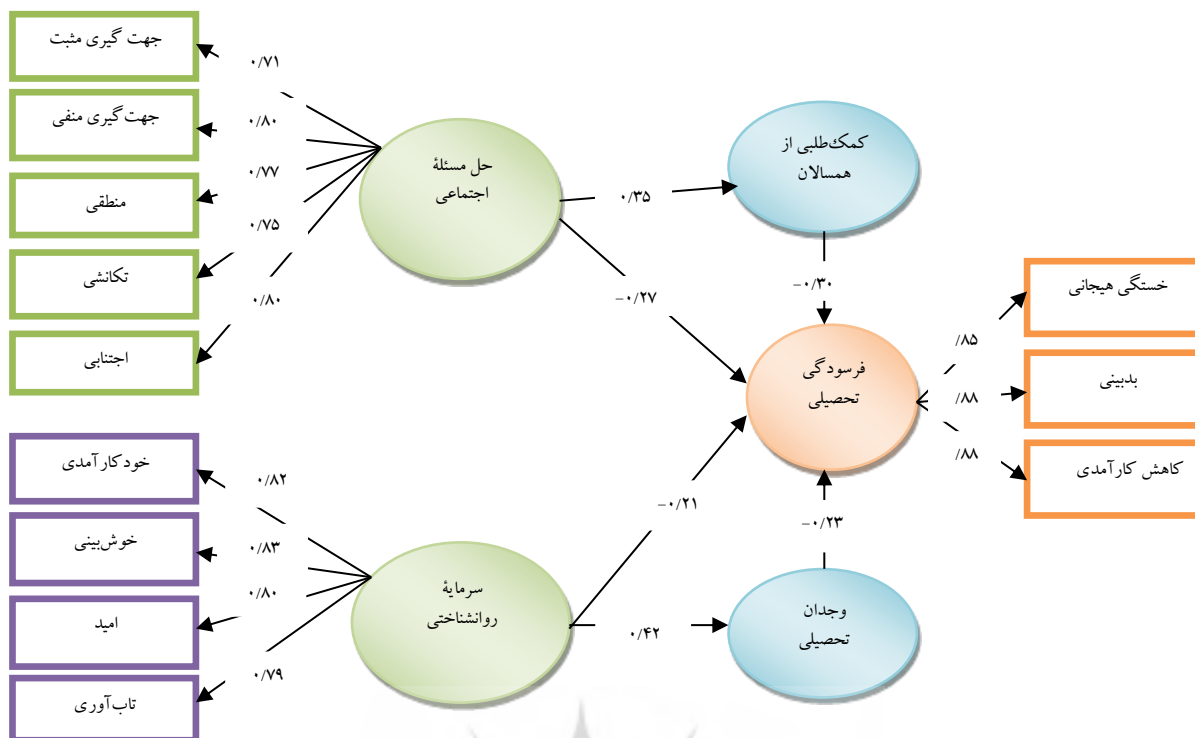 جهت گیری مثبت
جهت‌گیری منفی
منطقی
تکانشی
اجتنابی
۰/۷۱
۰/۸۰
۰/۷۷
۰/۷۵
۰/۸۰
حل مسئلۀ
اجتماعی
۰/۳۵
-۰/۲۷
کمک‌طلبی از
همسالان
-۰/۳۰
فرسودگی
تحصیلی
/۸۵
/۸۸
/۸۸
خستگی هیجانی
بدبینی
کاهش کارآمدی
خودکارآمدی
خوش‌بینی
امید
تاب‌آوری
۰/۸۲
۰/۸۳
۰/۸۰
۰/۷۹
سرمایۀ
روانشناختی
-۰/۲۱
۰/۴۲
-۰/۲۳
وجدان
تحصیلی